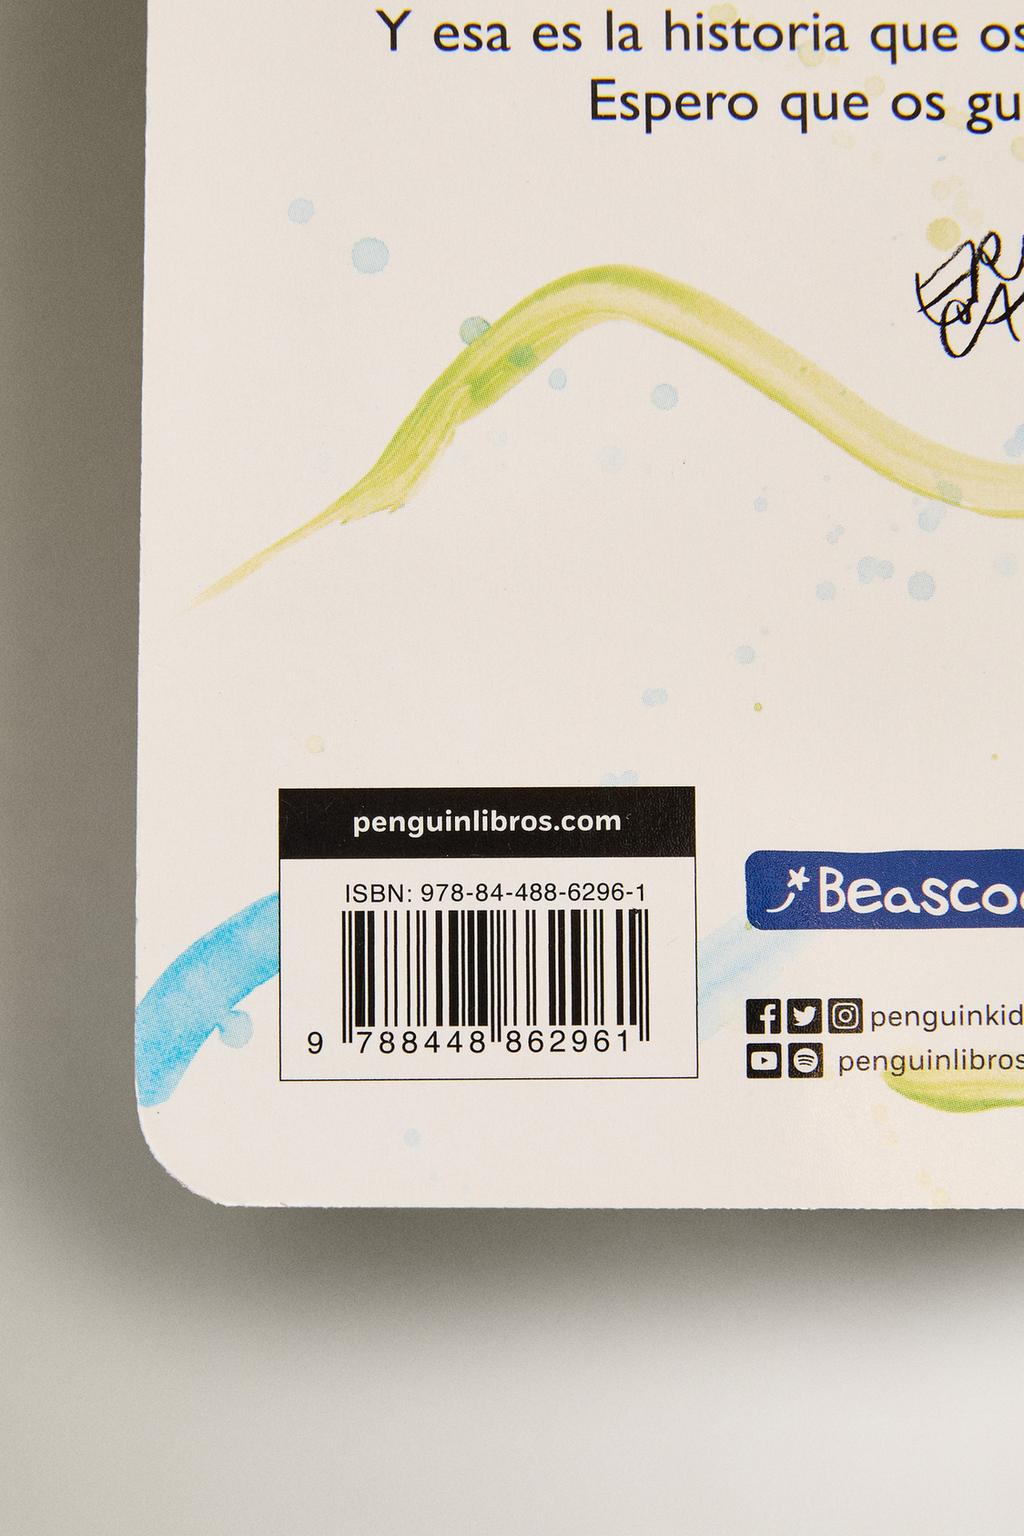 Y esa es la historia que os
Espero que os gu
penguinlibros.com
ISBN: 978-84-488-6296-1
9 788448 862961
Beascoa
penguinkid
penguinlibros